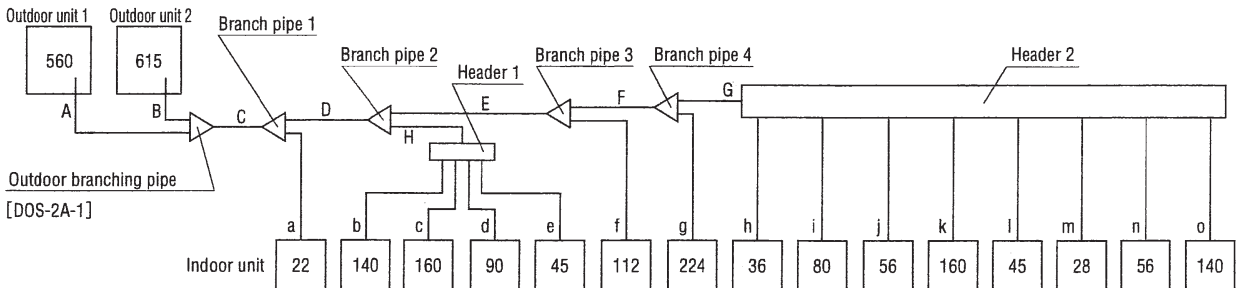 Outdoor unit 1 Outdoor unit 2
Branch pipe 1
Branch pipe 2
Header 1
Branch pipe 3
Branch pipe 4
Header 2
560
615
A
B
C
D
E
F
G
H
Outdoor branching pipe
[DOS-2A-1]
a b c d e f g h i j k l m n o
Indoor unit 22 140 160 90 45 112 224 36 80 56 160 45 28 56 140